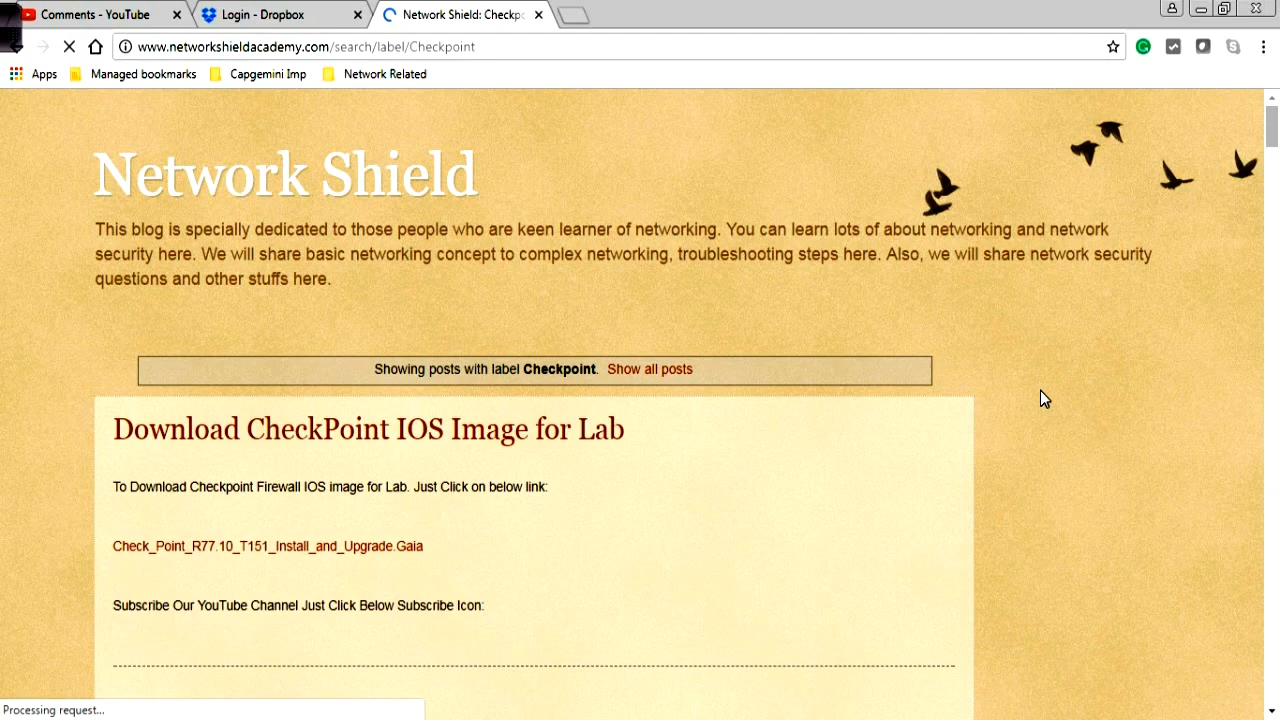 Comments - YouTube
Login - Dropbox
Network Shield: Checkpo
www.networkshieldacademy.com/search/label/Checkpoint
Apps
Managed bookmarks
Capgemini Imp
Network Related
Network Shield
This blog is specially dedicated to those people who are keen learner of networking. You can learn lots of about networking and network
security here. We will share basic networking concept to complex networking, troubleshooting steps here. Also, we will share network security
questions and other stuffs here.
Showing posts with label Checkpoint. Show all posts
Download CheckPoint IOS Image for Lab
To Download Checkpoint Firewall IOS image for Lab. Just Click on below link:
Check_Point_R77.10_T151_Install_and_Upgrade.Gaia
Subscribe Our YouTube Channel Just Click Below Subscribe Icon:
Processing request...